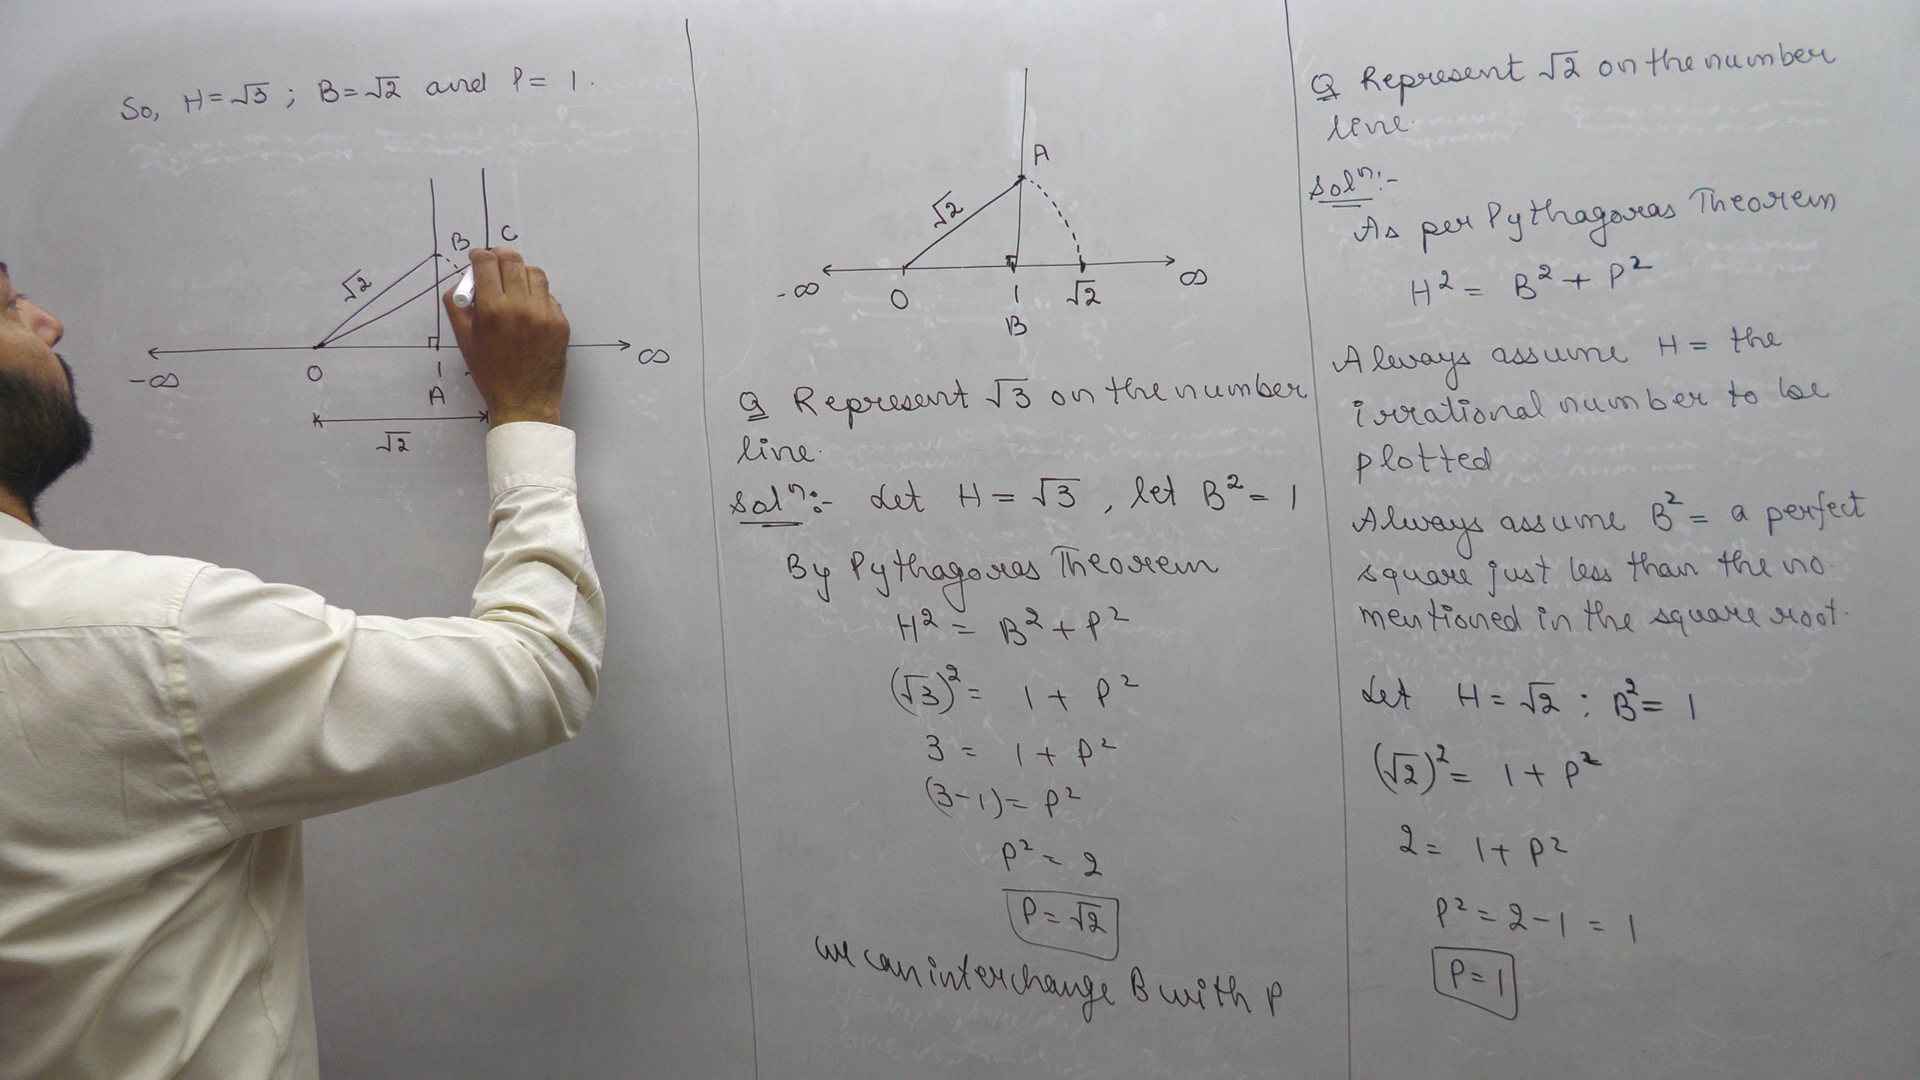 So, H=√3 ; B=√2 and P= 1.
B
C
√2
-∞
0
1
A
∞
√2
A
√2
-∞
0
1
√2
∞
B
Q Represent √3 on the number
line.
Solⁿ:- Let H = √3 , let B² = 1
By Pythagoras Theorem
H² = B² + P²
(√3)² = 1 + P²
3 = 1 + P²
(3-1) = P²
P² = 2
P = √2
we can interchange B with P
Q Represent √2 on the number
line.
Solⁿ:-
As per Pythagoras Theorem
H² = B² + P²
Always assume H = the
irrational number to be
plotted
Always assume B² = a perfect
square just less than the no.
mentioned in the square root.
Let H = √2 ; B² = 1
(√2)² = 1 + P²
2 = 1 + P²
P² = 2-1 = 1
P = 1